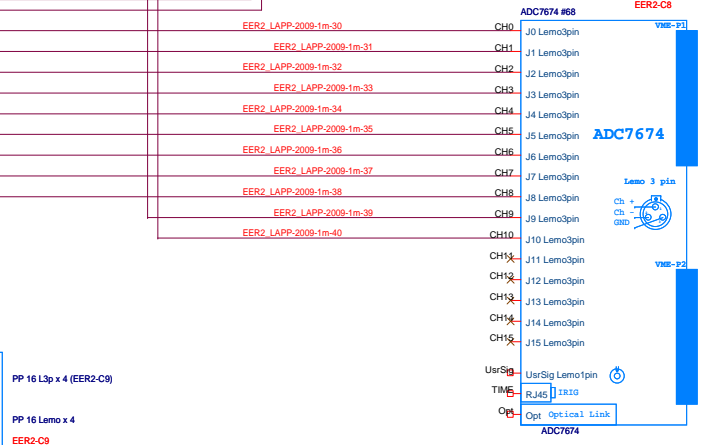 EER2-C8
ADC7674 #68
VME-P1
EER2_LAPP-2009-1m-30 CH0 J0 Lemo3pin
EER2_LAPP-2009-1m-31 CH1 J1 Lemo3pin
EER2_LAPP-2009-1m-32 CH2 J2 Lemo3pin
EER2_LAPP-2009-1m-33 CH3 J3 Lemo3pin
EER2_LAPP-2009-1m-34 CH4 J4 Lemo3pin
EER2_LAPP-2009-1m-35 CH5 J5 Lemo3pin
ADC7674
EER2_LAPP-2009-1m-36 CH6 J6 Lemo3pin
EER2_LAPP-2009-1m-37 CH7 J7 Lemo3pin
Lemo 3 pin
EER2_LAPP-2009-1m-38 CH8 J8 Lemo3pin
Ch +
Ch -
GND
EER2_LAPP-2009-1m-39 CH9 J9 Lemo3pin
EER2_LAPP-2009-1m-40 CH10 J10 Lemo3pin
CH11 J11 Lemo3pin
VME-P2
CH12 J12 Lemo3pin
CH13 J13 Lemo3pin
CH14 J14 Lemo3pin
CH15 J15 Lemo3pin
UsrSig UsrSig Lemo1pin
TIME RJ45 IRIG
Opt Opt Optical Link
ADC7674
PP 16 L3p x 4 (EER2-C9)
PP 16 Lemo x 4
EER2-C9